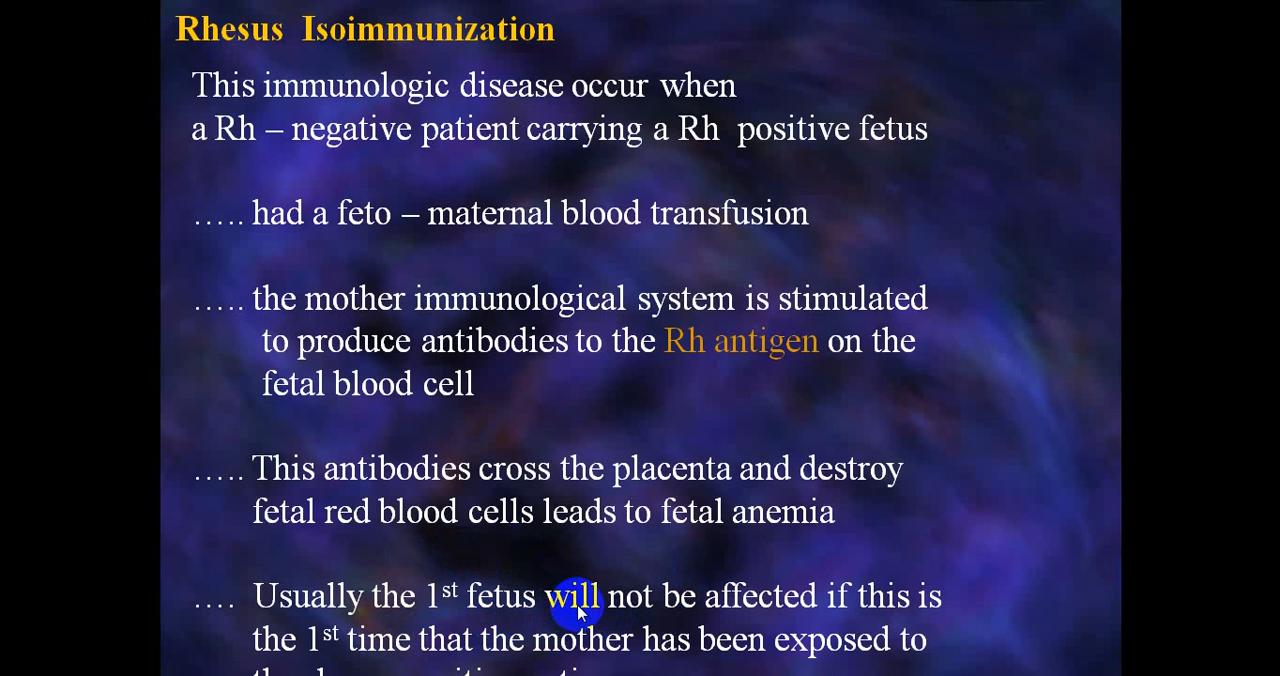 Rhesus Isoimmunization
This immunologic disease occur when
a Rh – negative patient carrying a Rh positive fetus
..... had a feto – maternal blood transfusion
..... the mother immunological system is stimulated
to produce antibodies to the Rh antigen on the
fetal blood cell
..... This antibodies cross the placenta and destroy
fetal red blood cells leads to fetal anemia
.... Usually the 1st fetus will not be affected if this is
the 1st time that the mother has been exposed to